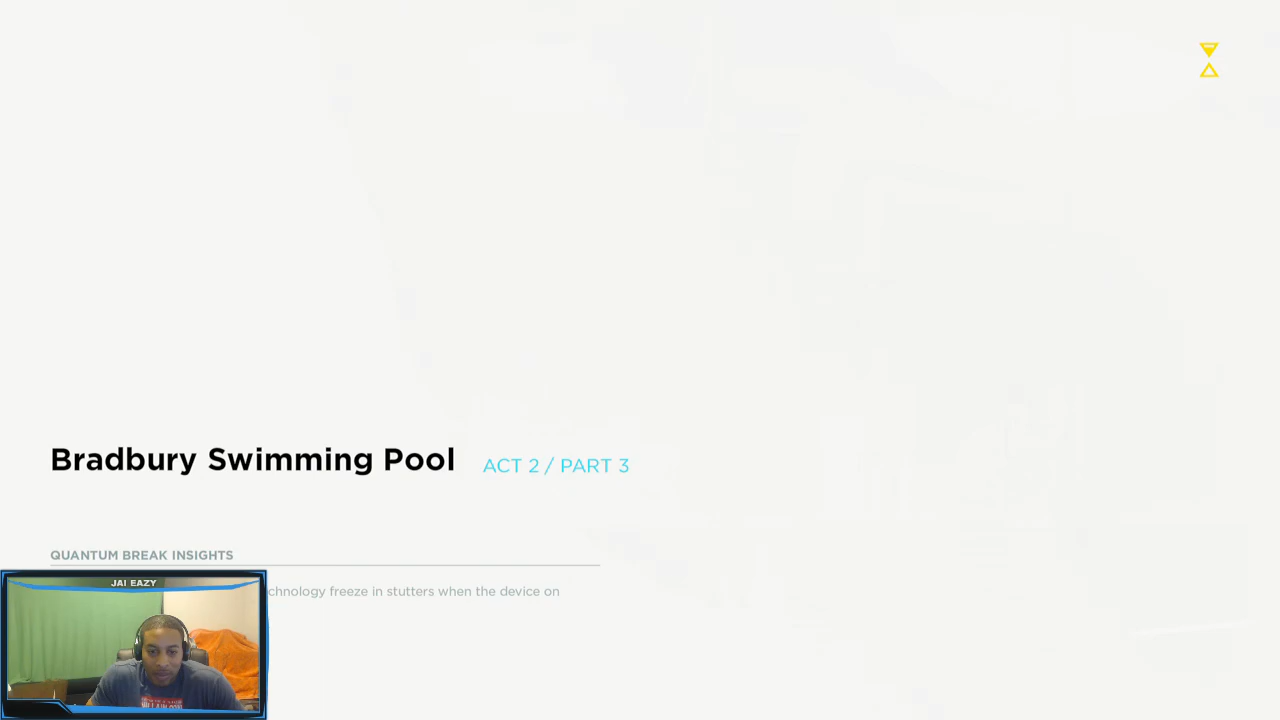 Bradbury Swimming Pool ACT 2 / PART 3
QUANTUM BREAK INSIGHTS
chnology freeze in stutters when the device on
JAI EAZY